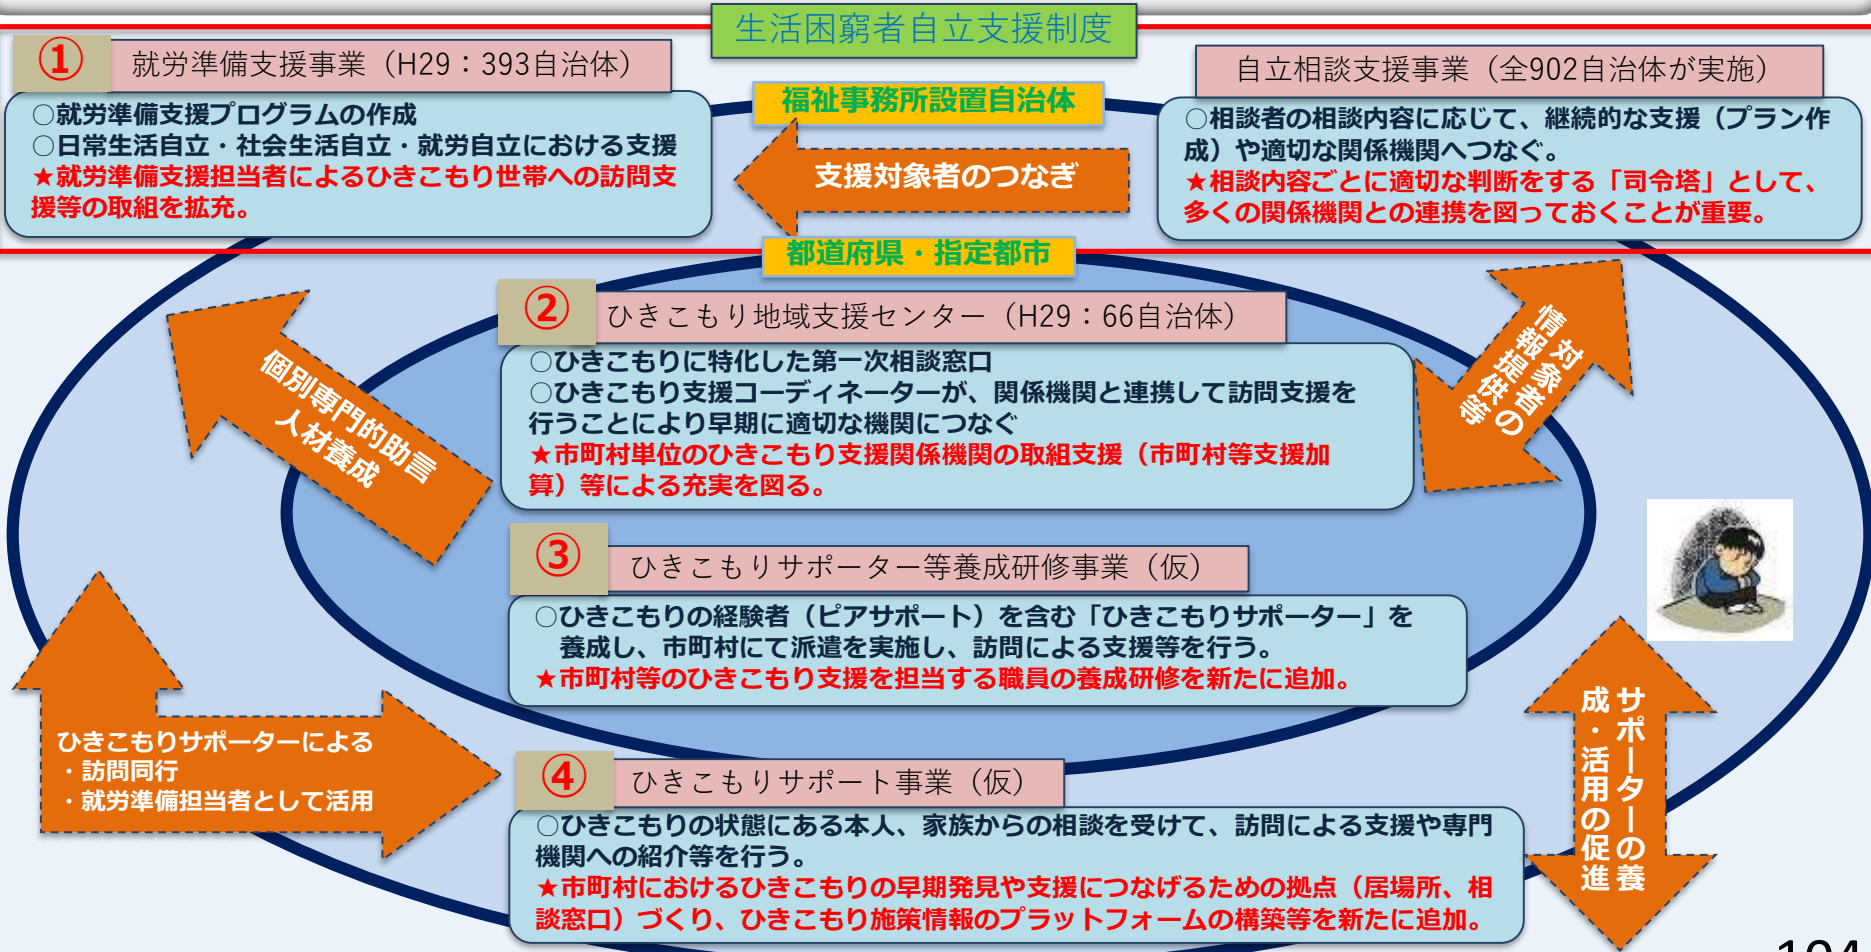 生活困窮者自立支援制度
①
就労準備支援事業（H29：393自治体）
○就労準備支援プログラムの作成
○日常生活自立・社会生活自立・就労自立における支援
★就労準備支援担当者によるひきこもり世帯への訪問支
援等の取組を拡充。
福祉事務所設置自治体
支援対象者のつなぎ
自立相談支援事業（全902自治体が実施）
○相談者の相談内容に応じて、継続的な支援（プラン作
成）や適切な関係機関へつなぐ。
★相談内容ごとに適切な判断をする「司令塔」として、
多くの関係機関との連携を図っておくことが重要。
都道府県・指定都市
②
ひきこもり地域支援センター（H29：66自治体）
○ひきこもりに特化した第一次相談窓口
○ひきこもり支援コーディネーターが、関係機関と連携して訪問支援を
行うことにより早期に適切な機関につなぐ
★市町村単位のひきこもり支援関係機関の取組支援（市町村等支援加
算）等による充実を図る。
個別専門的助言
人材養成
対象者の
情報提供等
③
ひきこもりサポーター等養成研修事業（仮）
○ひきこもりの経験者（ピアサポート）を含む「ひきこもりサポーター」を
養成し、市町村にて派遣を実施し、訪問による支援等を行う。
★市町村等のひきこもり支援を担当する職員の養成研修を新たに追加。
ひきこもりサポーターによる
・訪問同行
・就労準備担当者として活用
サポーターの養
成・活用の促進
④
ひきこもりサポート事業（仮）
○ひきこもりの状態にある本人、家族からの相談を受けて、訪問による支援や専門
機関への紹介等を行う。
★市町村におけるひきこもりの早期発見や支援につなげるための拠点（居場所、相
談窓口）づくり、ひきこもり施策情報のプラットフォームの構築等を新たに追加。